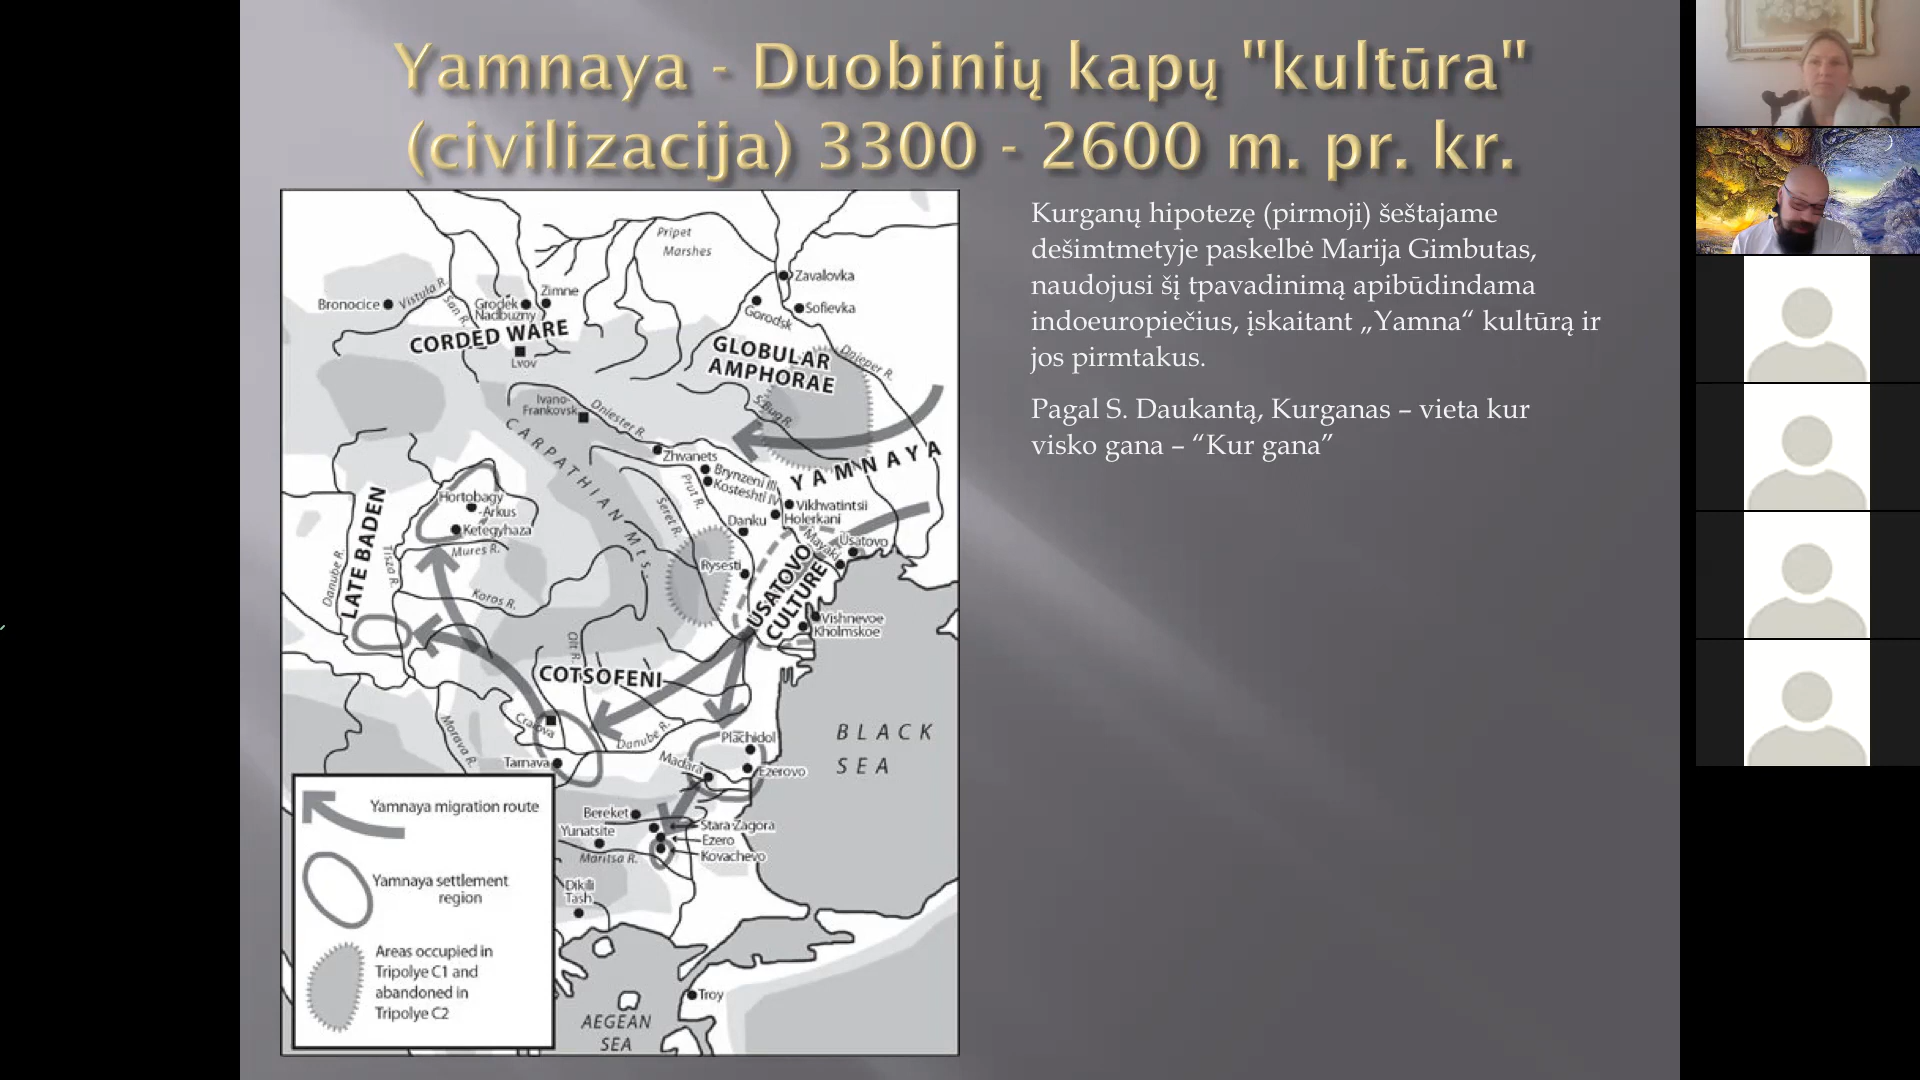 Yamnaya - Duobinių kapų "kultūra"
(civilizacija) 3300 - 2600 m. pr. kr.
Kurganų hipotezę (pirmoji) šeštajame
dešimtmetyje paskelbė Marija Gimbutas,
naudojusi šį tpavadinimą apibūdindama
indoeuropiečius, įskaitant „Yamna“ kultūrą ir
jos pirmtakus.
Pagal S. Daukantą, Kurganas – vieta kur
visko gana – “Kur gana”
Pripet
Marshes
Zavalovka
Bronocice
Vistula R.
San R.
Grodek
Nadbuzny
Zimne
Gorodsk
Sofievka
CORDED WARE
Lvov
GLOBULAR
AMPHORAE
Dnieper R.
Ivano-
Frankovsk
Dniester R.
S.Bug R.
CARPATHIAN Mts.
Zhvanets
YAMNAYA
Brynzeni III
Kosteshti IV
Prut R.
Seret R.
Vikhvatintsii
Holerkani
Danku
Mayaki
Usatovo
Hortobagy
-Arkus
Ketegyhaza
LATE BADEN
Danube R.
Tisza R.
Mures R.
Koros R.
Rysesti
USATOVO
CULTURE
Vishnevoe
Kholmskoe
Olt R.
COTSOFENI
Craiova
Morava R.
Danube R.
Plachidol
BLACK
SEA
Tarnava
Madara
Ezerovo
Bereket
Yunatsite
Stara Zagora
Ezero
Kovachevo
Maritsa R.
Dikili
Tash
Troy
AEGEAN
SEA
Yamnaya migration route
Yamnaya settlement
region
Areas occupied in
Tripolye C1 and
abandoned in
Tripolye C2